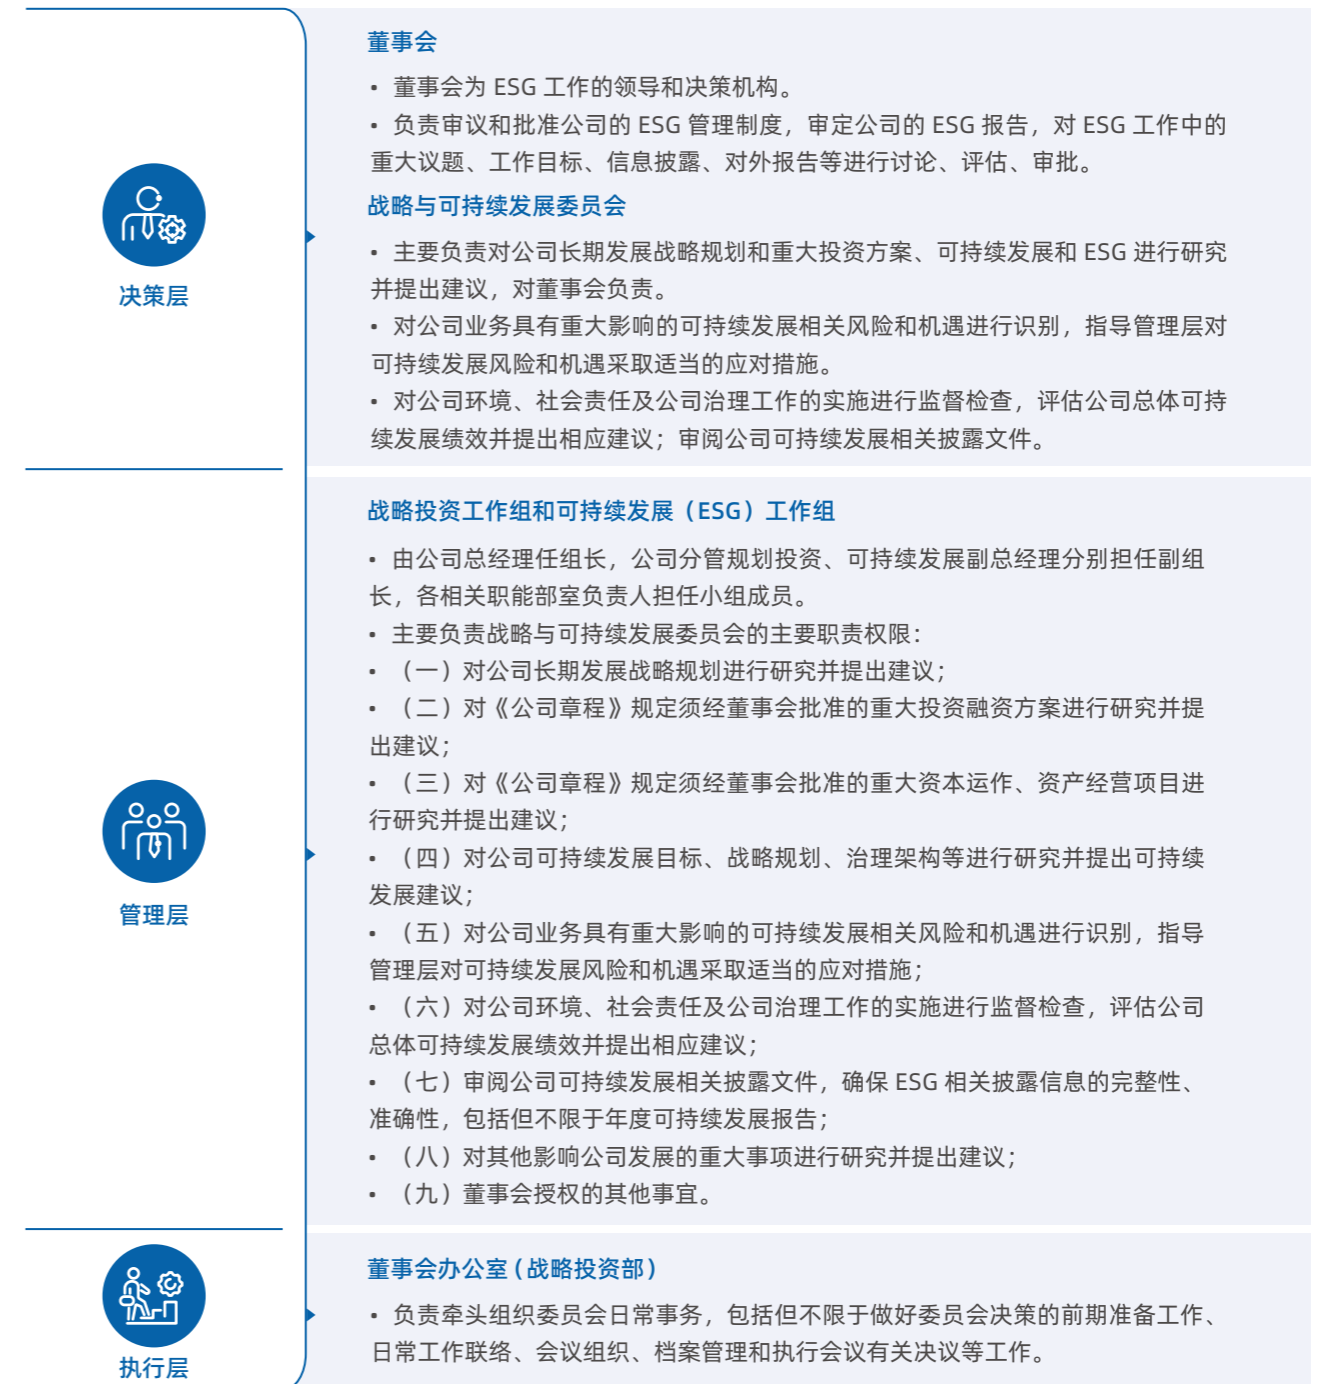 董事会
• 董事会为 ESG 工作的领导和决策机构。
• 负责审议和批准公司的 ESG 管理制度，审定公司的 ESG 报告，对 ESG 工作中的
重大议题、工作目标、信息披露、对外报告等进行讨论、评估、审批。
战略与可持续发展委员会
• 主要负责对公司长期发展战略规划和重大投资方案、可持续发展和 ESG 进行研究
并提出建议，对董事会负责。
• 对公司业务具有重大影响的可持续发展相关风险和机遇进行识别，指导管理层对
可持续发展风险和机遇采取适当的应对措施。
• 对公司环境、社会责任及公司治理工作的实施进行监督检查，评估公司总体可持
续发展绩效并提出相应建议；审阅公司可持续发展相关披露文件。
决策层
战略投资工作组和可持续发展（ESG）工作组
• 由公司总经理任组长，公司分管规划投资、可持续发展副总经理分别担任副组
长，各相关职能部室负责人担任小组成员。
• 主要负责战略与可持续发展委员会的主要职责权限：
• （一）对公司长期发展战略规划进行研究并提出建议；
• （二）对《公司章程》规定须经董事会批准的重大投资融资方案进行研究并提
出建议；
• （三）对《公司章程》规定须经董事会批准的重大资本运作、资产经营项目进
行研究并提出建议；
• （四）对公司可持续发展目标、战略规划、治理架构等进行研究并提出可持续
发展建议；
• （五）对公司业务具有重大影响的可持续发展相关风险和机遇进行识别，指导
管理层对可持续发展风险和机遇采取适当的应对措施；
• （六）对公司环境、社会责任及公司治理工作的实施进行监督检查，评估公司
总体可持续发展绩效并提出相应建议；
• （七）审阅公司可持续发展相关披露文件，确保 ESG 相关披露信息的完整性、
准确性，包括但不限于年度可持续发展报告；
• （八）对其他影响公司发展的重大事项进行研究并提出建议；
• （九）董事会授权的其他事宜。
管理层
董事会办公室（战略投资部）
• 负责牵头组织委员会日常事务，包括但不限于做好委员会决策的前期准备工作、
日常工作联络、会议组织、档案管理和执行会议有关决议等工作。
执行层